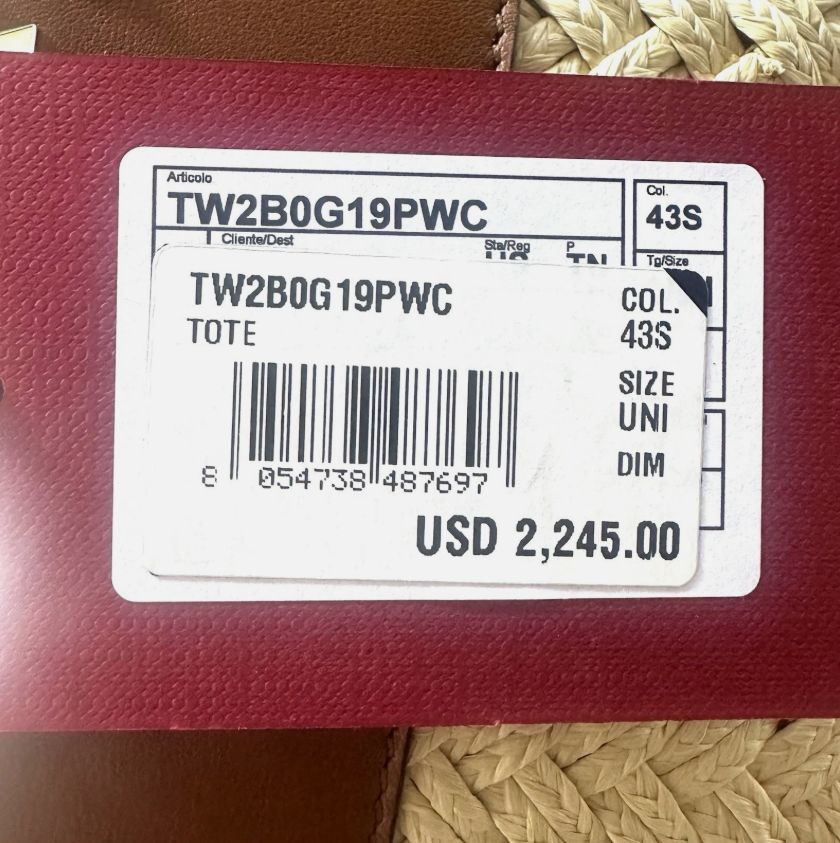 Articolo
TW2B0G19PWC
Col.
43S
Cliente/Dest
Sta/Reg
P
Tg/Size
TW2B0G19PWC
TOTE
COL.
43S
SIZE
UNI
DIM
8 054738 487697
USD 2,245.00